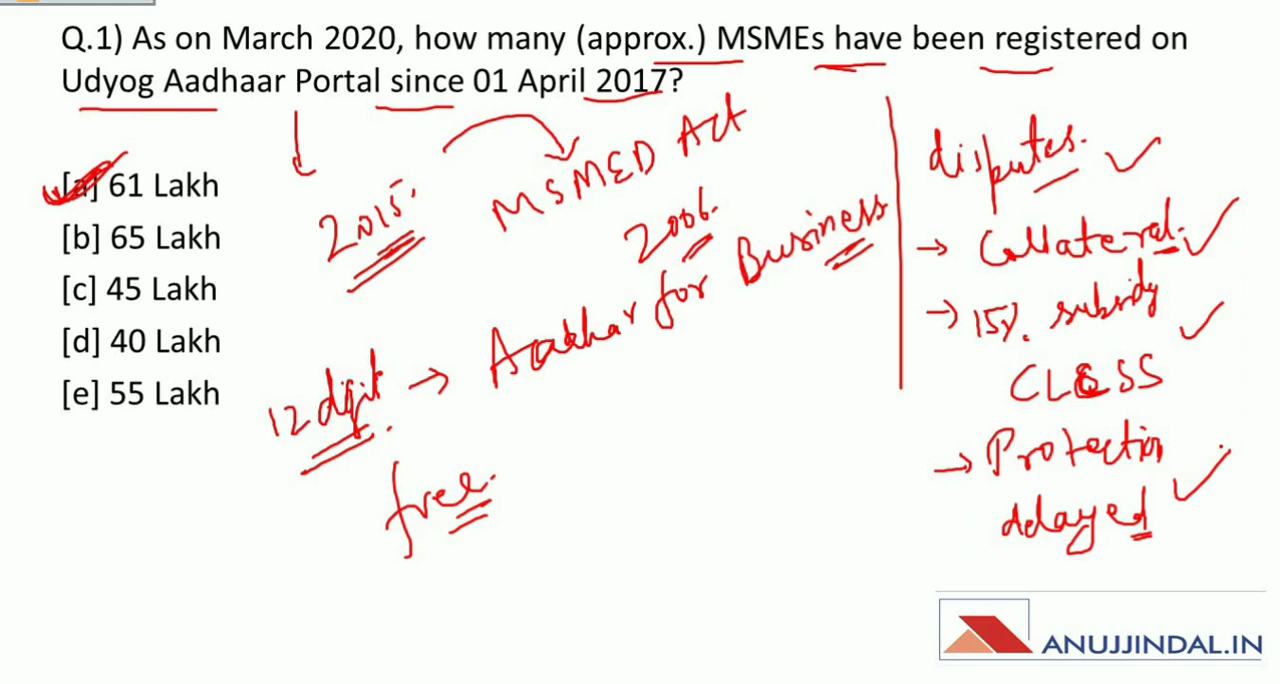 Q.1) As on March 2020, how many (approx.) MSMEs have been registered on
Udyog Aadhaar Portal since 01 April 2017?
[a] 61 Lakh
[b] 65 Lakh
[c] 45 Lakh
[d] 40 Lakh
[e] 55 Lakh
2015.
MSMED Act
2006.
12 digit → Aadhar for Business
free.
disputes.
→ Collateral.
→ 15%. subsidy
CLCSS
→ Protection
delayed
ANUJJINDAL.IN